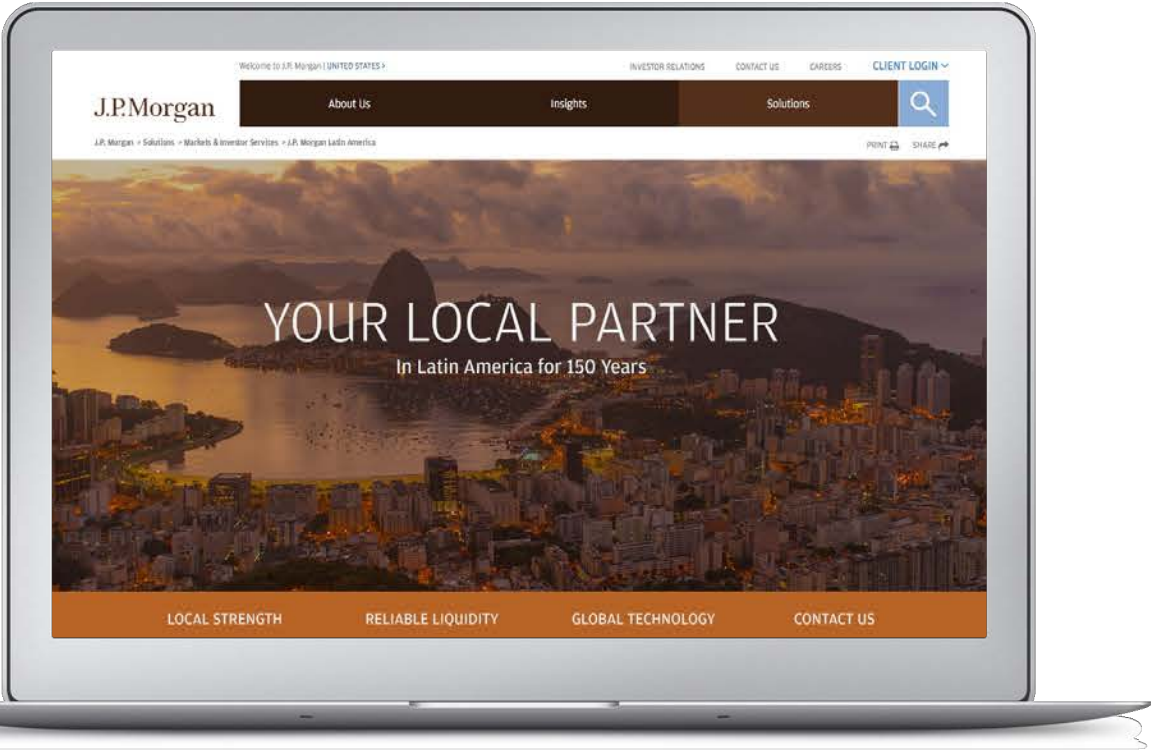 Welcome to J.P. Morgan | UNITED STATES >
INVESTOR RELATIONS CONTACT US CAREERS CLIENT LOGIN
J.P.Morgan
About Us Insights Solutions
J.P. Morgan > Solutions > Markets & Investor Services > J.P. Morgan Latin America
PRINT SHARE
YOUR LOCAL PARTNER
In Latin America for 150 Years
LOCAL STRENGTH RELIABLE LIQUIDITY GLOBAL TECHNOLOGY CONTACT US